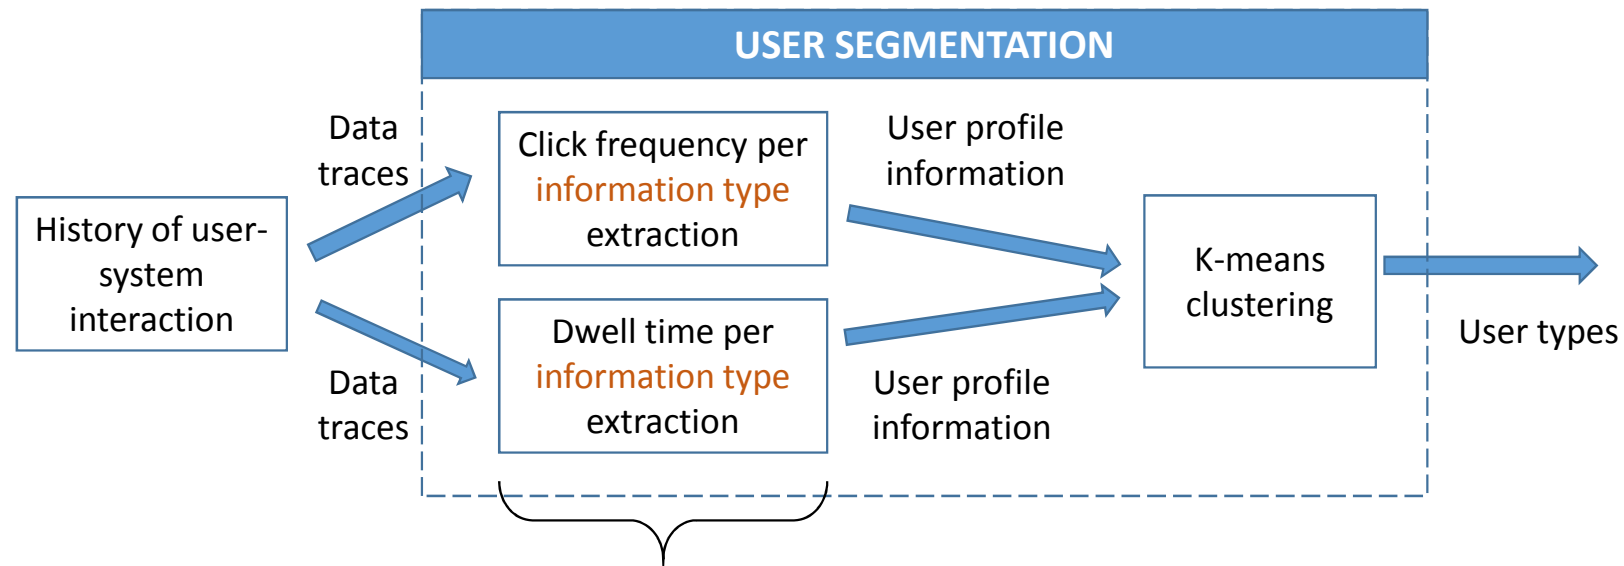 USER SEGMENTATION
Data
traces
History of user-
system
interaction
Data
traces
Click frequency per
information type
extraction
Dwell time per
information type
extraction
User profile
information
User profile
information
K-means
clustering
User types